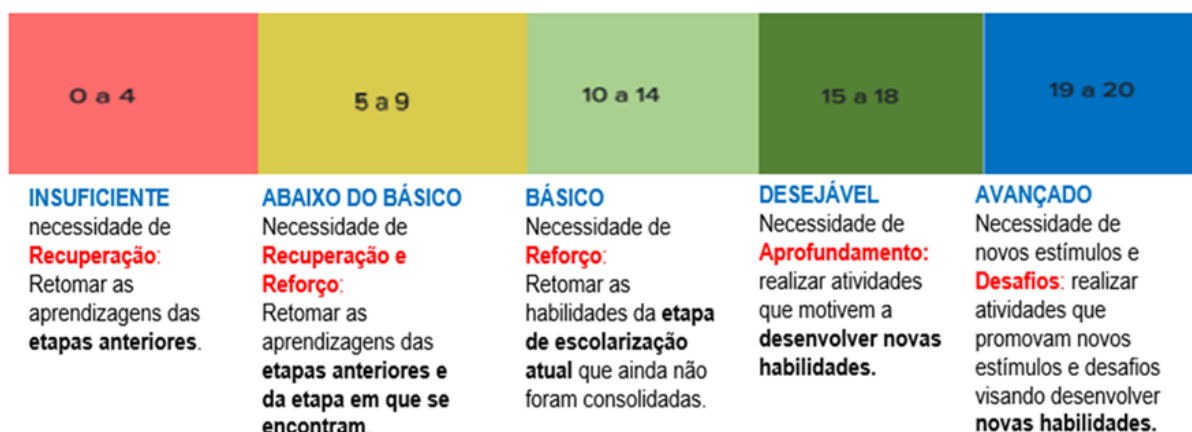 0 a 4
5 a 9
10 a 14
15 a 18
19 a 20
INSUFICIENTE
necessidade de
Recuperação:
Retomar as
aprendizagens das
etapas anteriores.
ABAIXO DO BÁSICO
Necessidade de
Recuperação e
Reforço:
Retomar as
aprendizagens das
etapas anteriores e
da etapa em que se
encontram.
BÁSICO
Necessidade de
Reforço:
Retomar as
habilidades da etapa
de escolarização
atual que ainda não
foram consolidadas.
DESEJÁVEL
Necessidade de
Aprofundamento:
realizar atividades
que motivem a
desenvolver novas
habilidades.
AVANÇADO
Necessidade de
novos estímulos e
Desafios: realizar
atividades que
promovam novos
estímulos e desafios
visando desenvolver
novas habilidades.